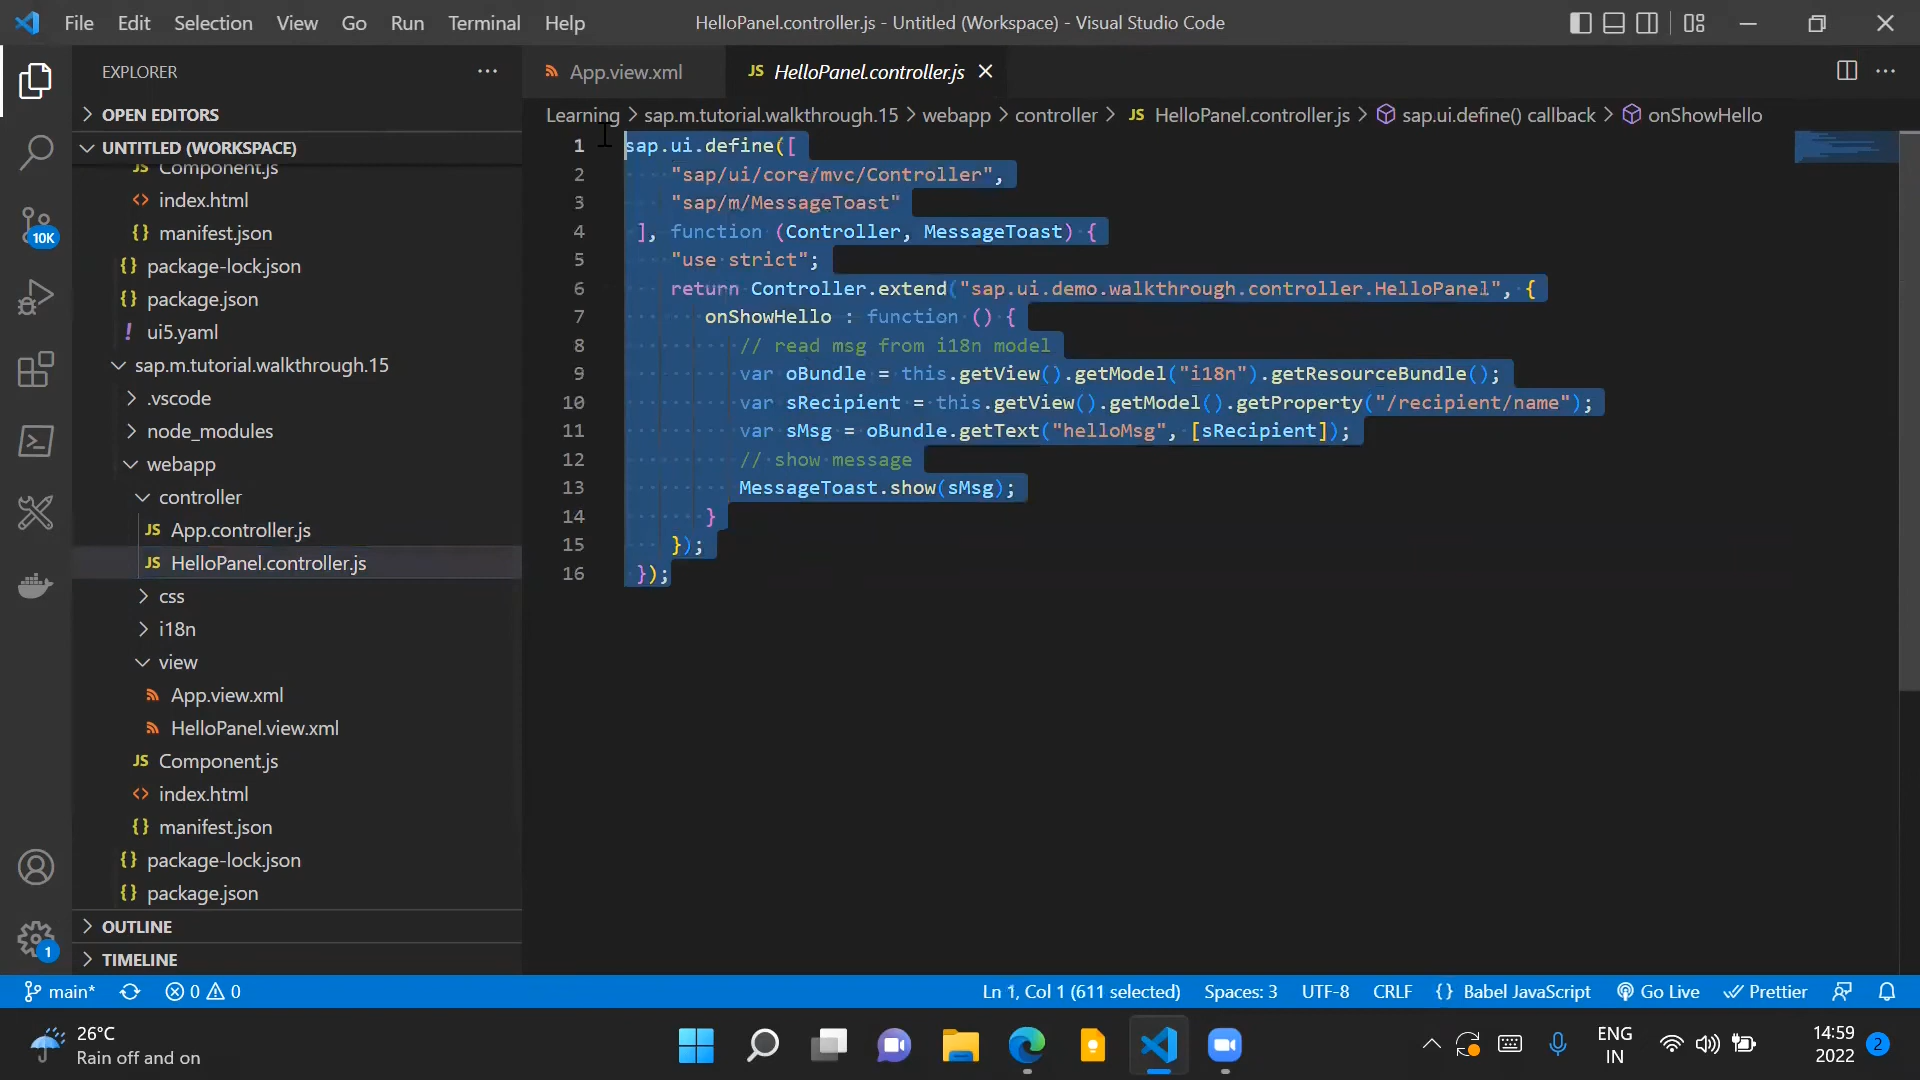 File Edit Selection View Go Run Terminal Help
HelloPanel.controller.js - Untitled (Workspace) - Visual Studio Code
EXPLORER
OPEN EDITORS
UNTITLED (WORKSPACE)
JS Component.js
<> index.html
{} manifest.json
{} package-lock.json
{} package.json
! ui5.yaml
sap.m.tutorial.walkthrough.15
.vscode
node_modules
webapp
controller
JS App.controller.js
JS HelloPanel.controller.js
css
i18n
view
App.view.xml
HelloPanel.view.xml
JS Component.js
<> index.html
{} manifest.json
{} package-lock.json
{} package.json
OUTLINE
TIMELINE
10K
1
App.view.xml
JS HelloPanel.controller.js
Learning > sap.m.tutorial.walkthrough.15 > webapp > controller > JS HelloPanel.controller.js > sap.ui.define() callback > onShowHello
1 sap.ui.define([
2 "sap/ui/core/mvc/Controller",
3 "sap/m/MessageToast"
4 ], function (Controller, MessageToast) {
5 "use strict";
6 return Controller.extend("sap.ui.demo.walkthrough.controller.HelloPanel", {
7 onShowHello : function () {
8 // read msg from i18n model
9 var oBundle = this.getView().getModel("i18n").getResourceBundle();
10 var sRecipient = this.getView().getModel().getProperty("/recipient/name");
11 var sMsg = oBundle.getText("helloMsg", [sRecipient]);
12 // show message
13 MessageToast.show(sMsg);
14 }
15 });
16 });
main* 0 0
Ln 1, Col 1 (611 selected) Spaces: 3 UTF-8 CRLF {} Babel JavaScript Go Live Prettier
26°C
Rain off and on
ENG
IN
14:59
2022
2